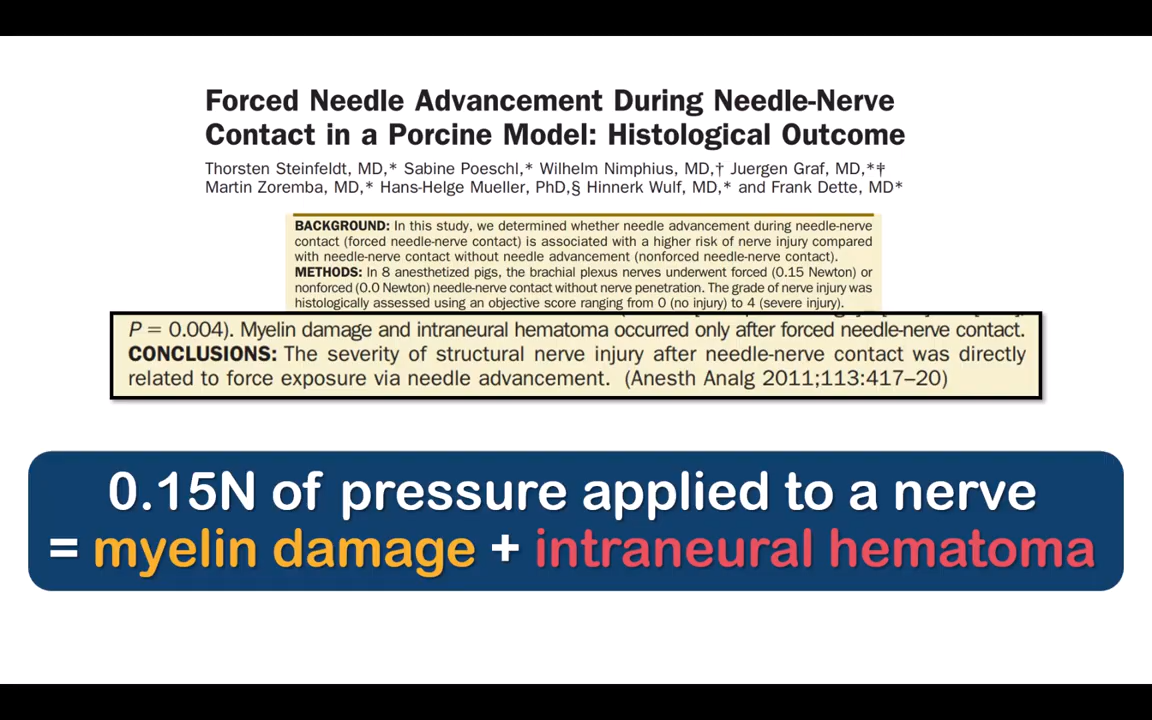 Forced Needle Advancement During Needle-Nerve
Contact in a Porcine Model: Histological Outcome
Thorsten Steinfeldt, MD,* Sabine Poeschl,* Wilhelm Nimphius, MD,† Juergen Graf, MD,*‡
Martin Zoremba, MD,* Hans-Helge Mueller, PhD,§ Hinnerk Wulf, MD,* and Frank Dette, MD*
BACKGROUND: In this study, we determined whether needle advancement during needle-nerve
contact (forced needle-nerve contact) is associated with a higher risk of nerve injury compared
with needle-nerve contact without needle advancement (nonforced needle-nerve contact).
METHODS: In 8 anesthetized pigs, the brachial plexus nerves underwent forced (0.15 Newton) or
nonforced (0.0 Newton) needle-nerve contact without nerve penetration. The grade of nerve injury was
histologically assessed using an objective score ranging from 0 (no injury) to 4 (severe injury).
P = 0.004). Myelin damage and intraneural hematoma occurred only after forced needle-nerve contact.
CONCLUSIONS: The severity of structural nerve injury after needle-nerve contact was directly
related to force exposure via needle advancement. (Anesth Analg 2011;113:417–20)
0.15N of pressure applied to a nerve
= myelin damage + intraneural hematoma